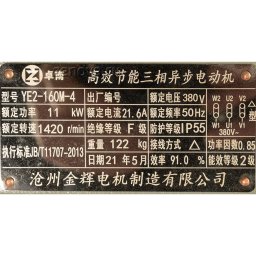 卓洛 高效节能三相异步电动机
型号 YE2-160M-4 出厂编号 额定电压 380V W2 U2 V2
额定功率 11 kW 额定电流 21.6A 额定频率 50Hz
额定转速 1420 r/min 绝缘等级 F 级 防护等级 IP55 W1 U1 V1
380V~
执行标准JB/T11707-2013 重量 122 kg 接线方式 △ 功率因数 0.85
日期 21 年 5 月 效率 91.0 % 能效等级 2级
沧州金辉电机制造有限公司